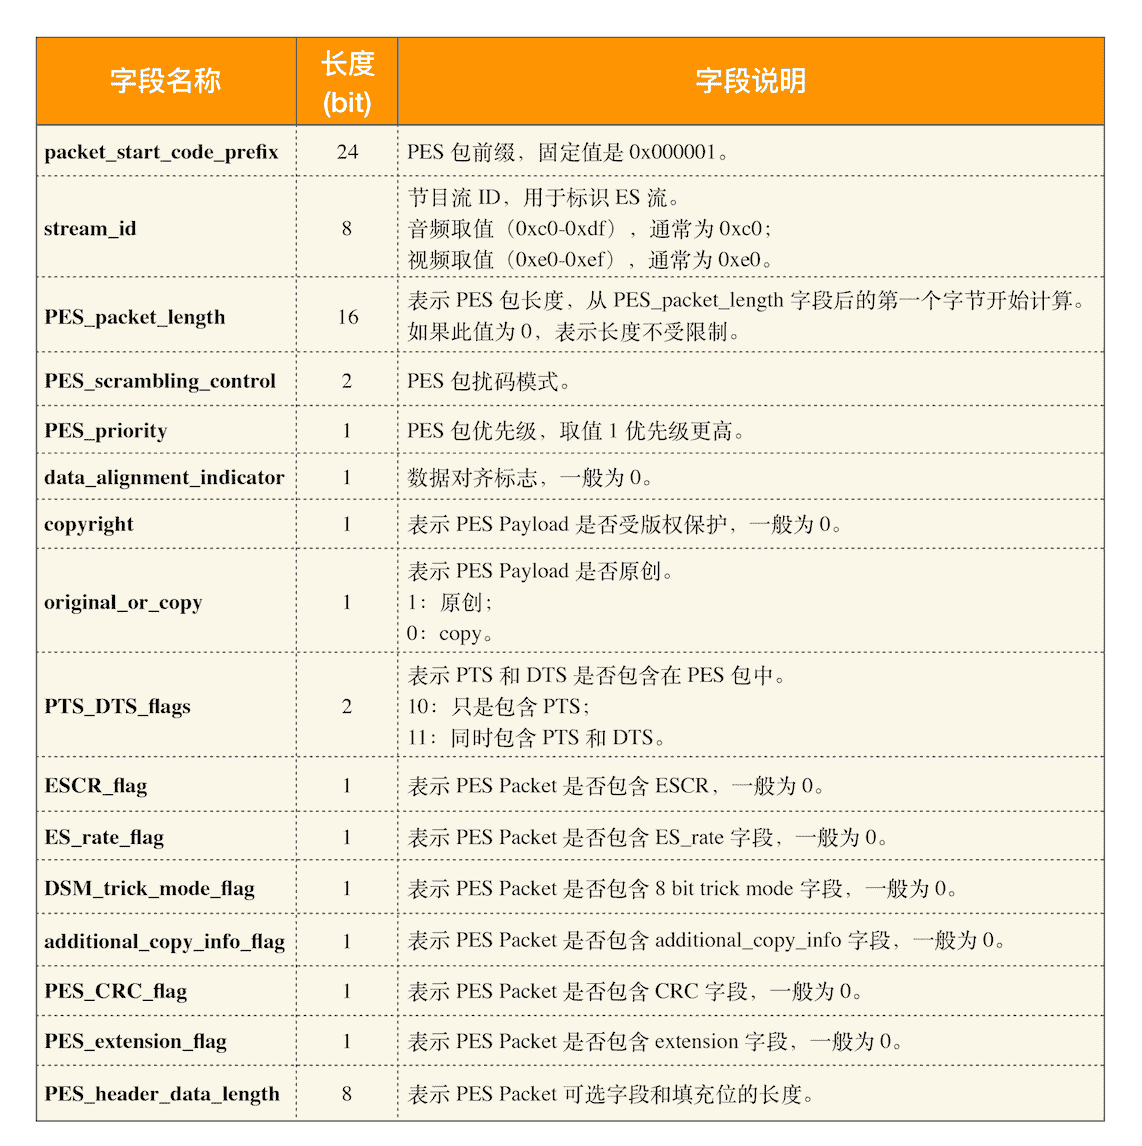 字段名称 长度 (bit) 字段说明
packet_start_code_prefix 24 PES 包前缀，固定值是 0x000001。
stream_id 8 节目流 ID，用于标识 ES 流。
音频取值（0xc0-0xdf），通常为 0xc0；
视频取值（0xe0-0xef），通常为 0xe0。
PES_packet_length 16 表示 PES 包长度，从 PES_packet_length 字段后的第一个字节开始计算。
如果此值为 0，表示长度不受限制。
PES_scrambling_control 2 PES 包扰码模式。
PES_priority 1 PES 包优先级，取值 1 优先级更高。
data_alignment_indicator 1 数据对齐标志，一般为 0。
copyright 1 表示 PES Payload 是否受版权保护，一般为 0。
original_or_copy 1 表示 PES Payload 是否原创。
1：原创；
0：copy。
PTS_DTS_flags 2 表示 PTS 和 DTS 是否包含在 PES 包中。
10：只是包含 PTS；
11：同时包含 PTS 和 DTS。
ESCR_flag 1 表示 PES Packet 是否包含 ESCR，一般为 0。
ES_rate_flag 1 表示 PES Packet 是否包含 ES_rate 字段，一般为 0。
DSM_trick_mode_flag 1 表示 PES Packet 是否包含 8 bit trick mode 字段，一般为 0。
additional_copy_info_flag 1 表示 PES Packet 是否包含 additional_copy_info 字段，一般为 0。
PES_CRC_flag 1 表示 PES Packet 是否包含 CRC 字段，一般为 0。
PES_extension_flag 1 表示 PES Packet 是否包含 extension 字段，一般为 0。
PES_header_data_length 8 表示 PES Packet 可选字段和填充位的长度。